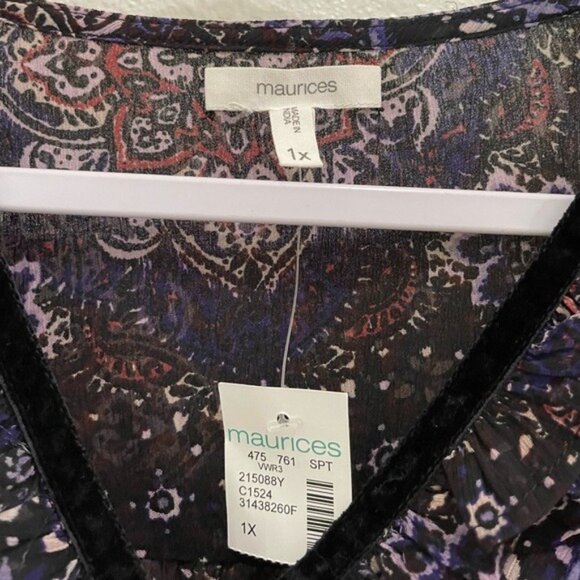 maurices
MADE IN
INDIA
1x
maurices
475 761 SPT
VWR3
215088Y
C1524
31438260F
1X